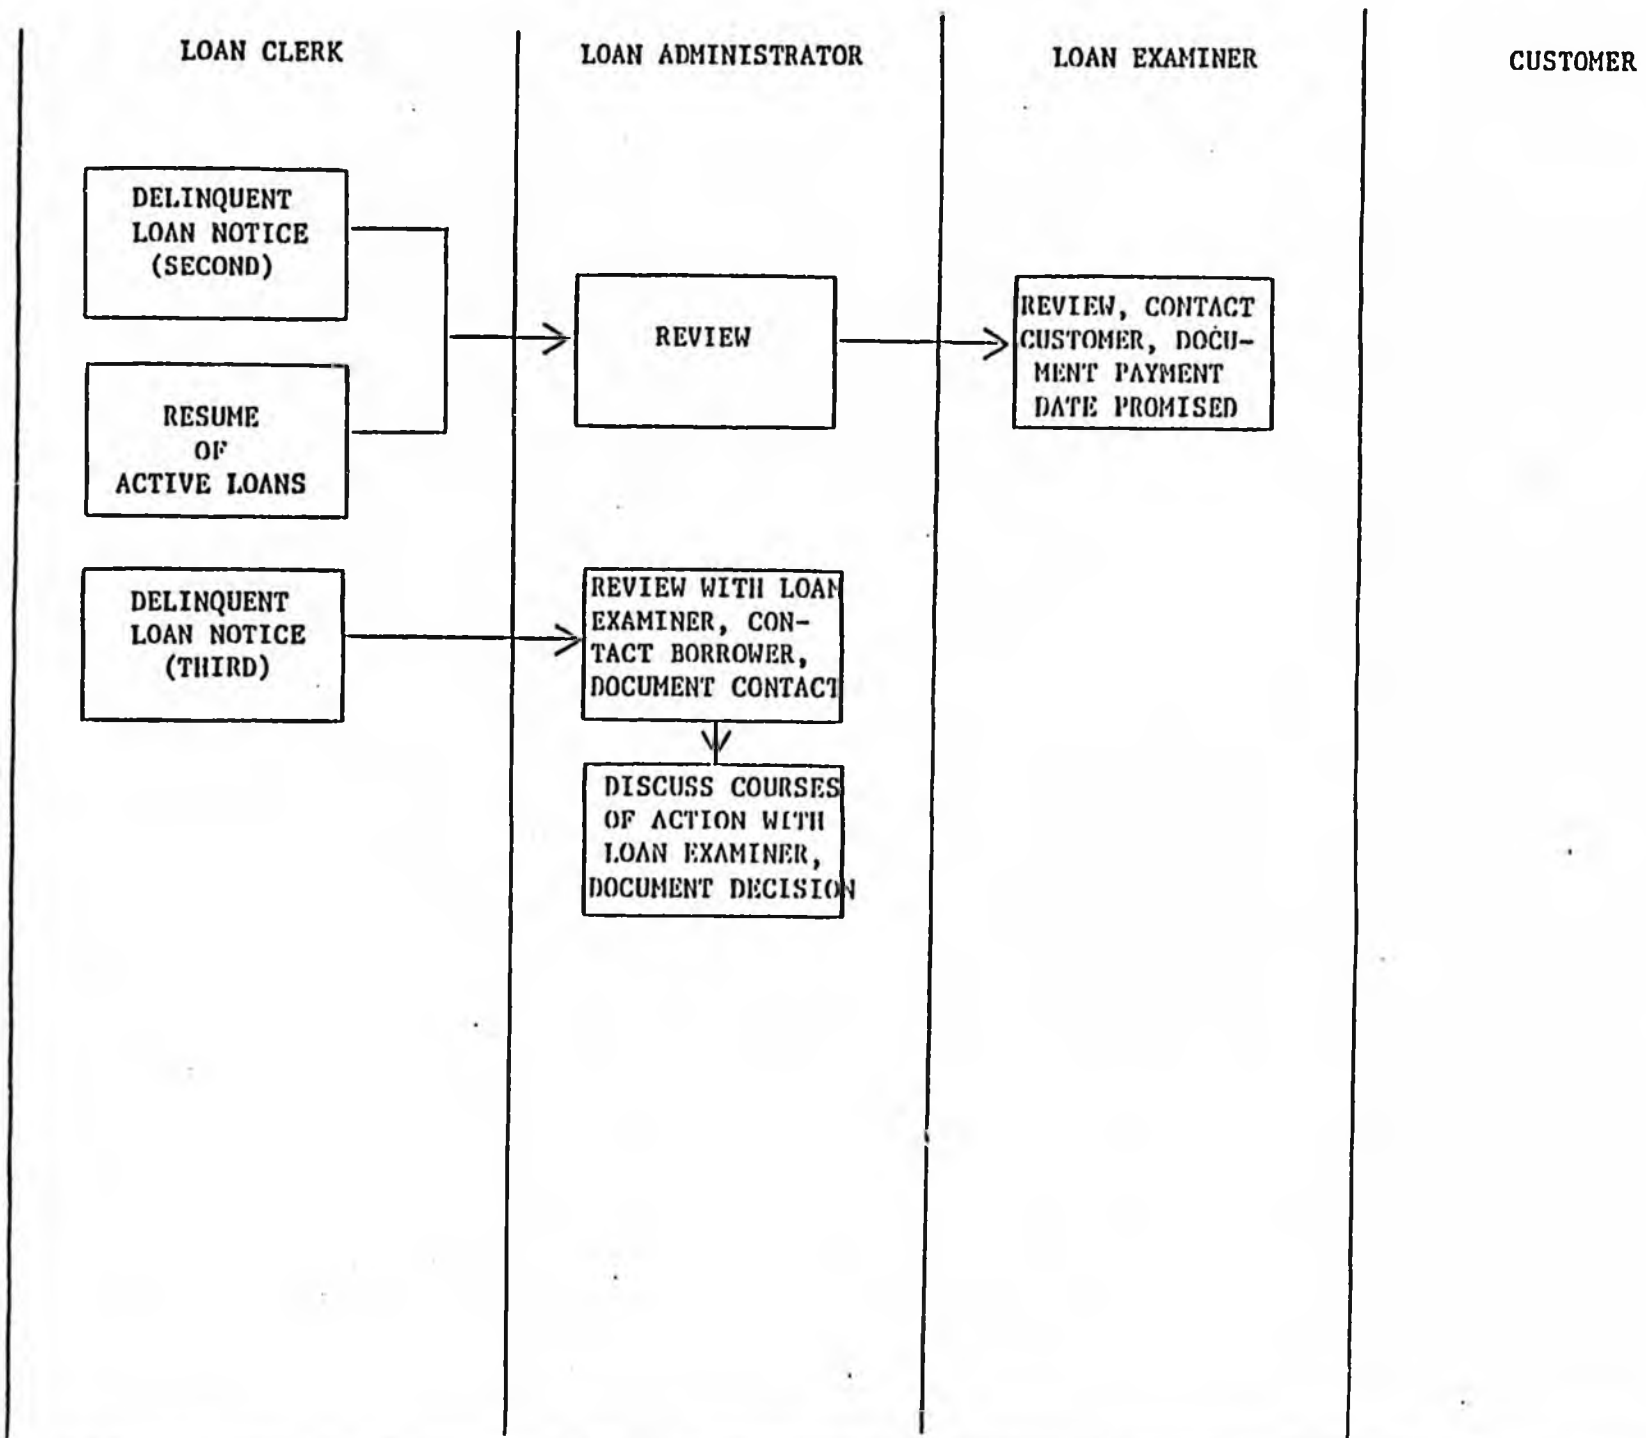 LOAN CLERK
LOAN ADMINISTRATOR
LOAN EXAMINER
CUSTOMER
DELINQUENT
LOAN NOTICE
(SECOND)
RESUME
OF
ACTIVE LOANS
REVIEW
REVIEW, CONTACT
CUSTOMER, DOCU-
MENT PAYMENT
DATE PROMISED
DELINQUENT
LOAN NOTICE
(THIRD)
REVIEW WITH LOAN
EXAMINER, CON-
TACT BORROWER,
DOCUMENT CONTACT
DISCUSS COURSES
OF ACTION WITH
LOAN EXAMINER,
DOCUMENT DECISION